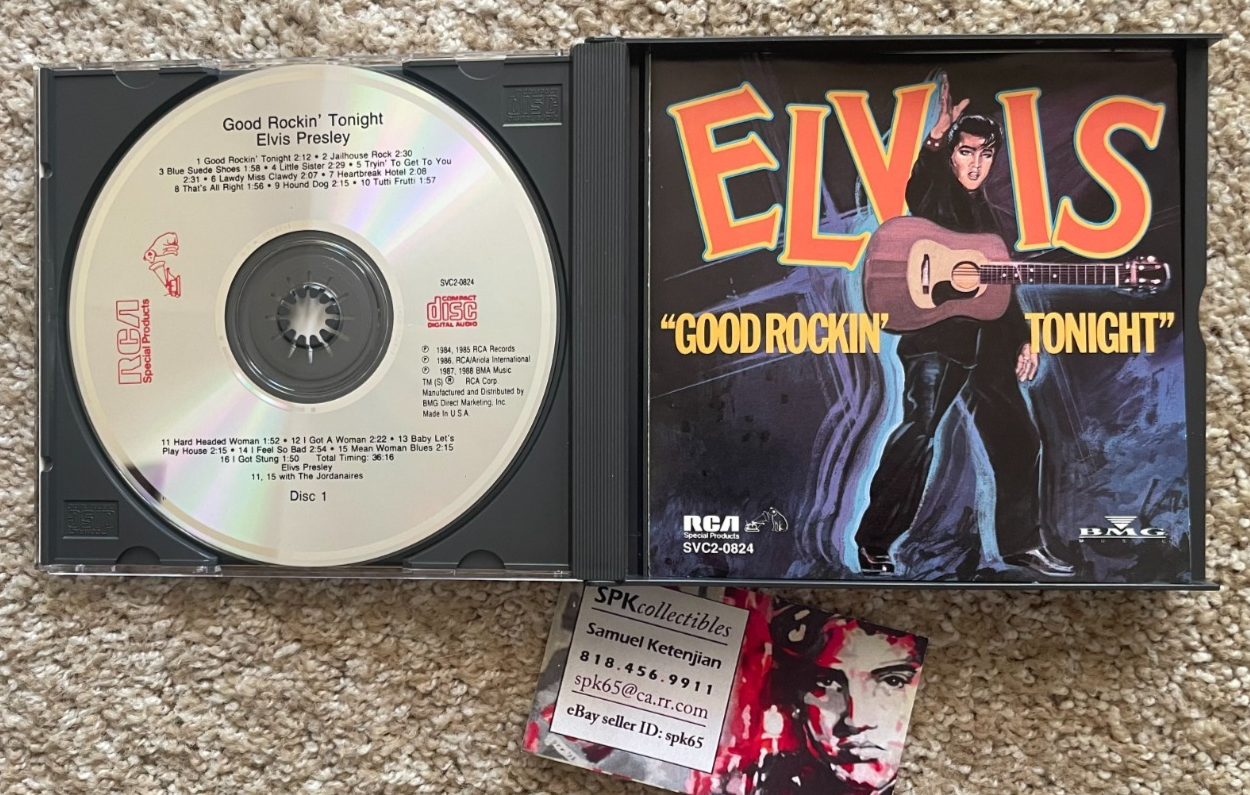 Good Rockin' Tonight
Elvis Presley
1 Good Rockin' Tonight 2:12 • 2 Jailhouse Rock 2:30
3 Blue Suede Shoes 1:58 • 4 Little Sister 2:29 • 5 Tryin' To Get To You
2:31 • 6 Lawdy Miss Clawdy 2:07 • 7 Heartbreak Hotel 2:08
8 That's All Right 1:56 • 9 Hound Dog 2:15 • 10 Tutti Frutti 1:57
RCA
Special Products
SVC2-0824
COMPACT
disc
DIGITAL AUDIO
℗ 1984, 1985 RCA Records
℗ 1986, RCA/Ariola International
℗ 1987, 1988 BMA Music
TM (S) ® RCA Corp.
Manufactured and Distributed by
BMG Direct Marketing, Inc.
Made in U.S.A.
11 Hard Headed Woman 1:52 • 12 I Got A Woman 2:22 • 13 Baby Let's
Play House 2:15 • 14 I Feel So Bad 2:54 • 15 Mean Woman Blues 2:15
16 I Got Stung 1:50 Total Timing: 36:16
Elivs Presley
11, 15 with The Jordanaires
Disc 1
ELVIS
"GOOD ROCKIN' TONIGHT"
RCA
Special Products
SVC2-0824
BMG
SPKcollectibles
Samuel Ketenjian
818.456.9911
spk65@ca.rr.com
eBay seller ID: spk65